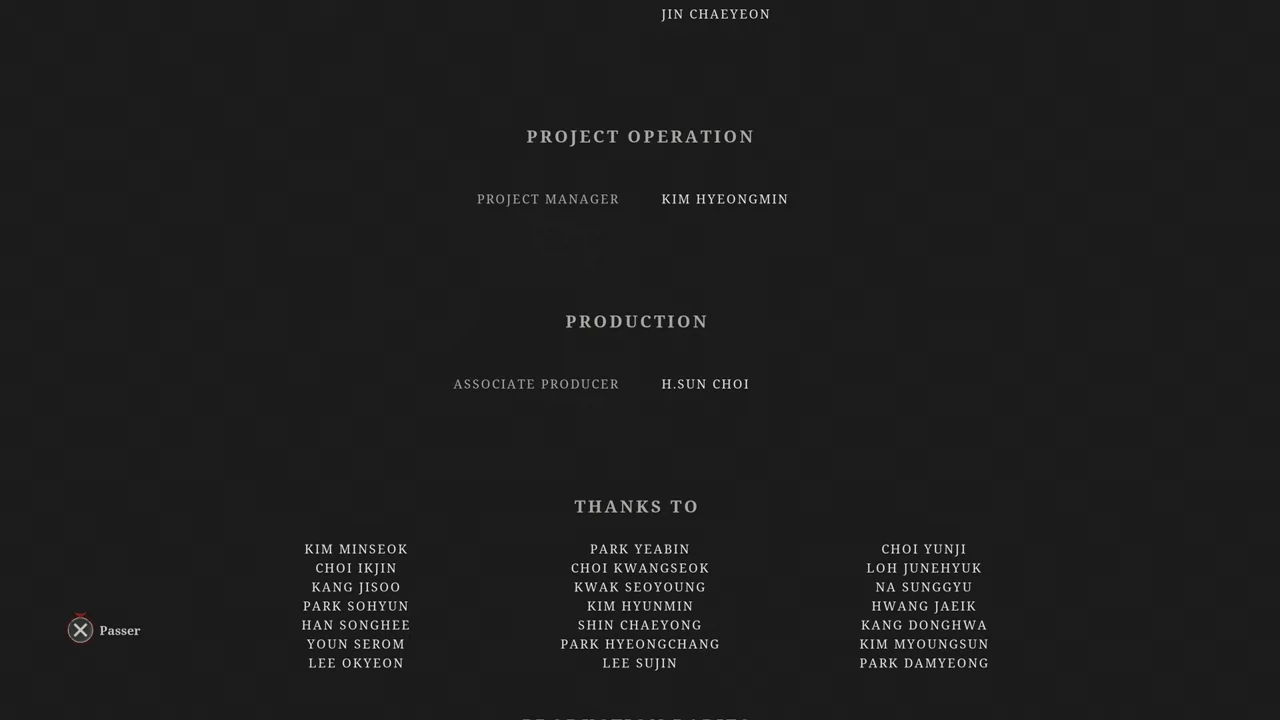 JIN CHAEYEON
PROJECT OPERATION
PROJECT MANAGER KIM HYEONGMIN
PRODUCTION
ASSOCIATE PRODUCER H.SUN CHOI
THANKS TO
KIM MINSEOK PARK YEABIN CHOI YUNJI
CHOI IKJIN CHOI KWANGSEOK LOH JUNEHYUK
KANG JISOO KWAK SEOYOUNG NA SUNGGYU
PARK SOHYUN KIM HYUNMIN HWANG JAEIK
HAN SONGHEE SHIN CHAEYONG KANG DONGHWA
YOUN SEROM PARK HYEONGCHANG KIM MYOUNGSUN
LEE OKYEON LEE SUJIN PARK DAMYEONG
Passer